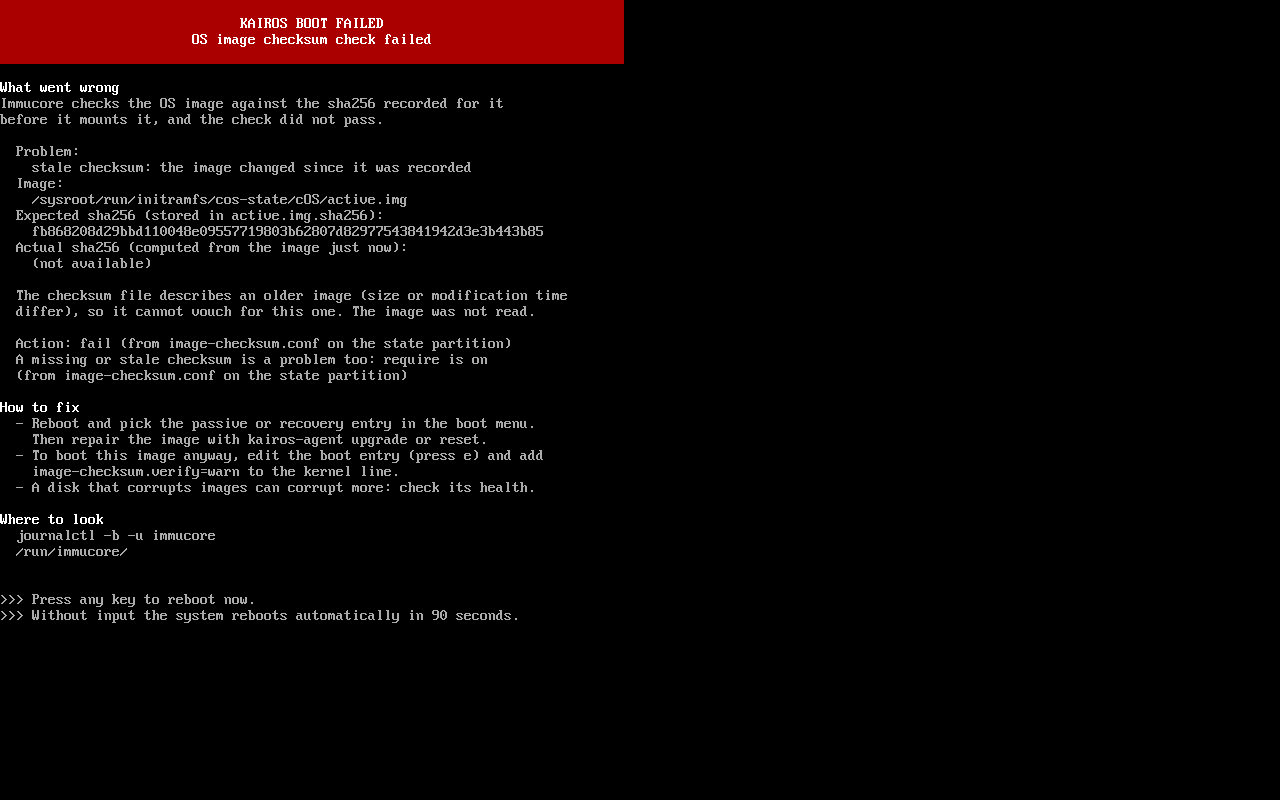 KAIROS BOOT FAILED
OS image checksum check failed
What went wrong
Immucore checks the OS image against the sha256 recorded for it
before it mounts it, and the check did not pass.
Problem:
stale checksum: the image changed since it was recorded
Image:
/sysroot/run/initramfs/cos-state/cOS/active.img
Expected sha256 (stored in active.img.sha256):
fb868208d29bbd110048e09557719803b62807d82977543841942d3e3b443b85
Actual sha256 (computed from the image just now):
(not available)
The checksum file describes an older image (size or modification time
differ), so it cannot vouch for this one. The image was not read.
Action: fail (from image-checksum.conf on the state partition)
A missing or stale checksum is a problem too: require is on
(from image-checksum.conf on the state partition)
How to fix
- Reboot and pick the passive or recovery entry in the boot menu.
Then repair the image with kairos-agent upgrade or reset.
- To boot this image anyway, edit the boot entry (press e) and add
image-checksum.verify=warn to the kernel line.
- A disk that corrupts images can corrupt more: check its health.
Where to look
journalctl -b -u immucore
/run/immucore/
>>> Press any key to reboot now.
>>> Without input the system reboots automatically in 90 seconds.